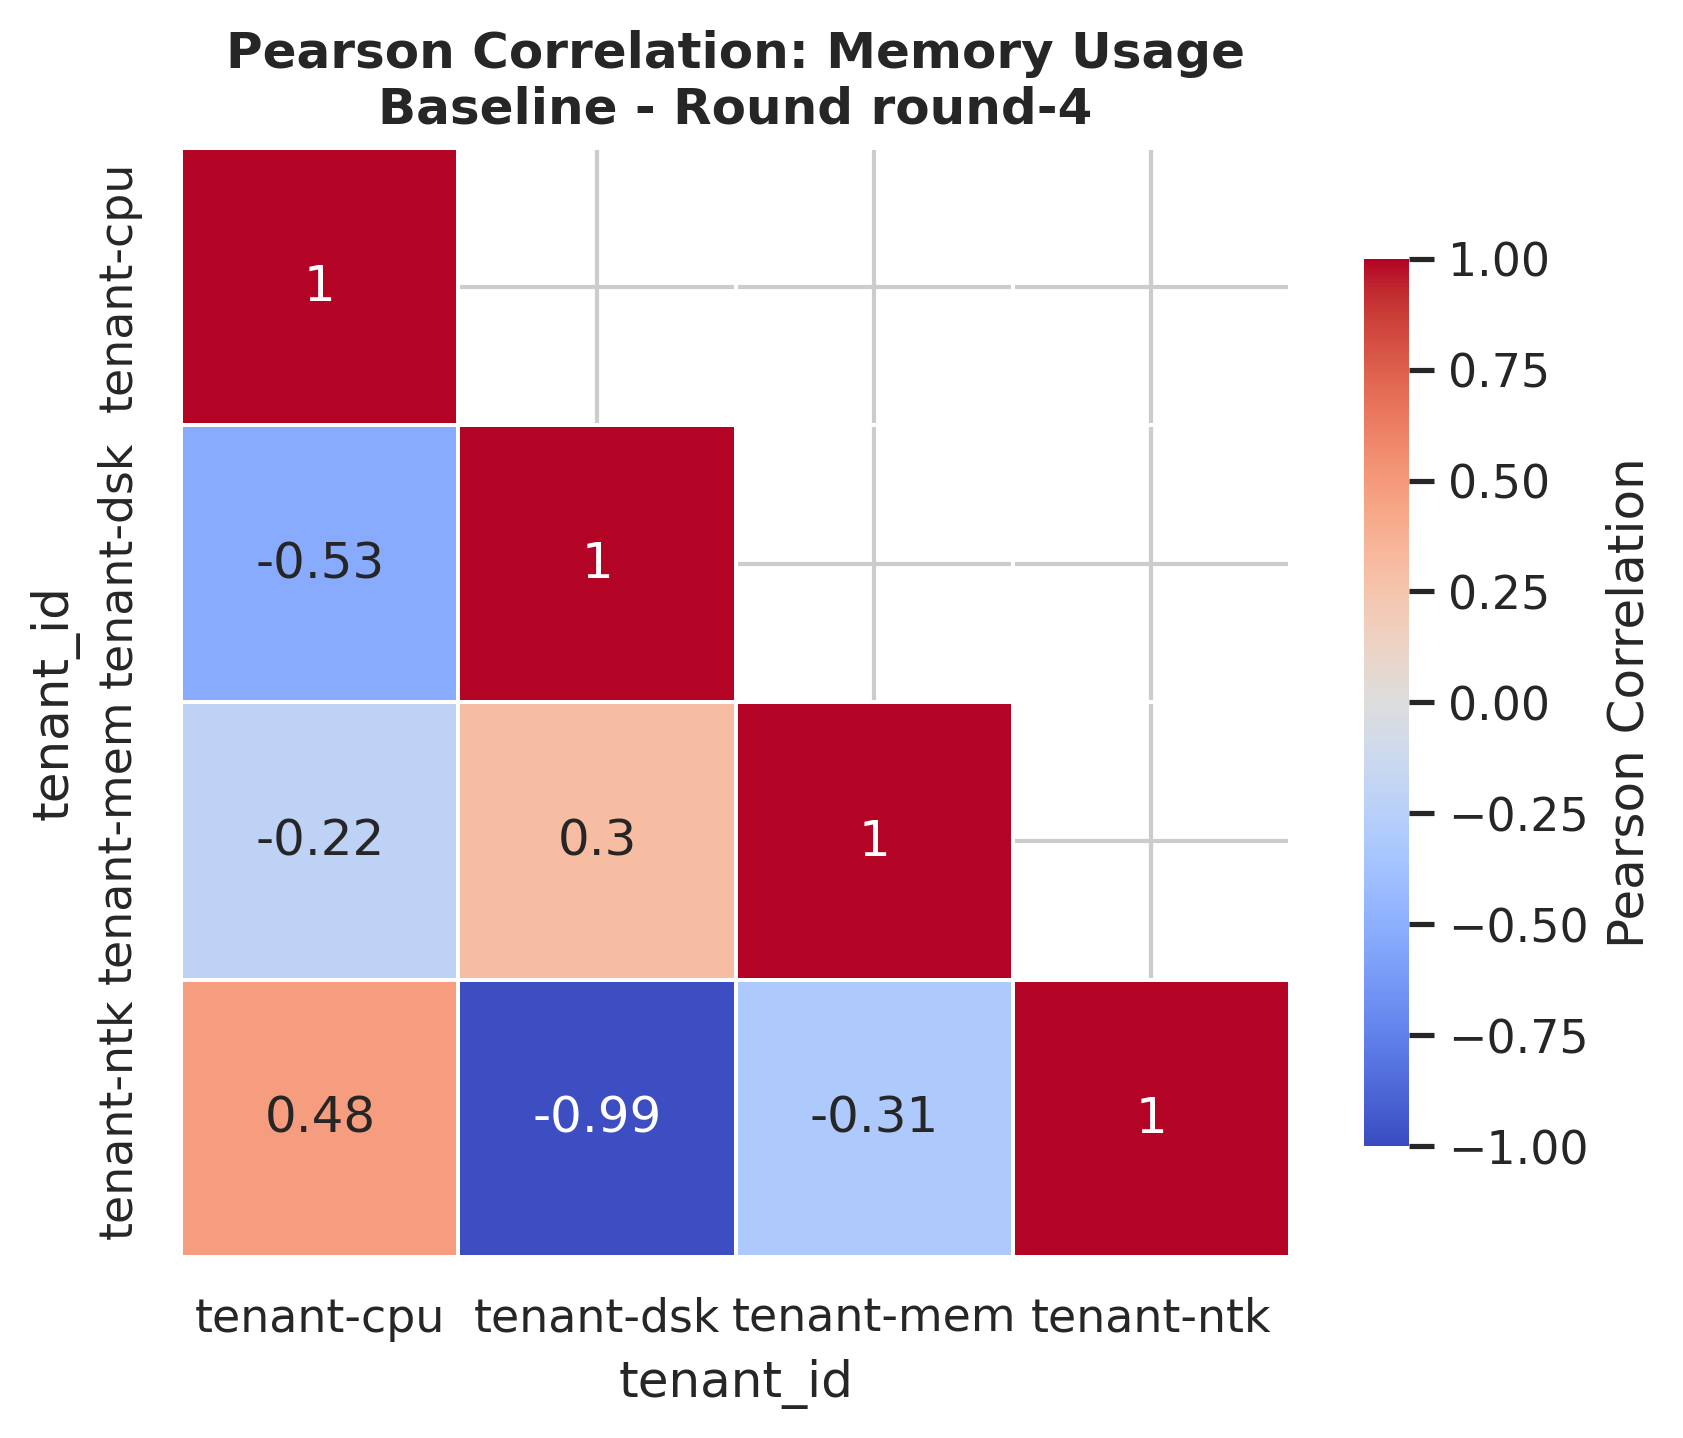 Pearson Correlation: Memory Usage
Baseline - Round round-4
tenant_id
tenant-cpu
tenant-dsk
tenant-mem
tenant-ntk
1
-0.53 1
-0.22 0.3 1
0.48 -0.99 -0.31 1
tenant-cpu tenant-dsk tenant-mem tenant-ntk
tenant_id
1.00
0.75
0.50
0.25
0.00
−0.25
−0.50
−0.75
−1.00
Pearson Correlation